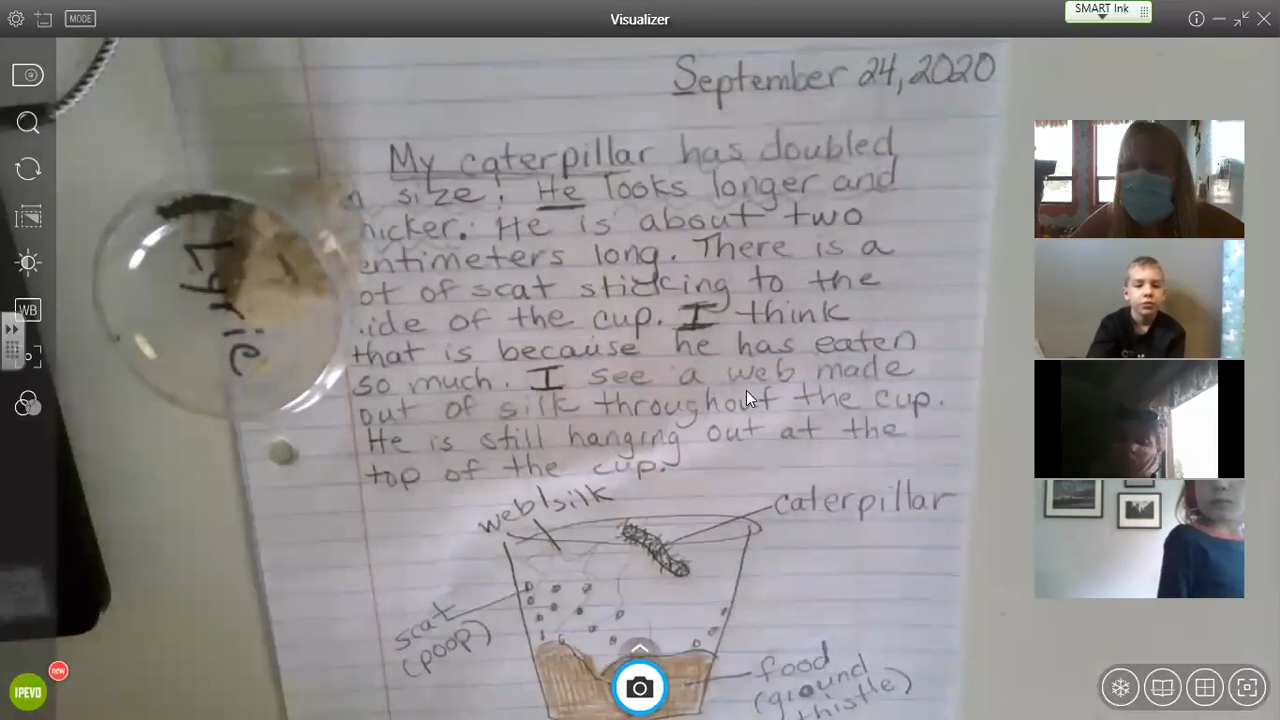 MODE
Visualizer
SMART Ink
September 24, 2020
My caterpillar has doubled
size! He looks longer and
hicker. He is about two
entimeters long. There is a
ot of scat sticking to the
ide of the cup. I think
that is because he has eaten
so much. I see a web made
out of silk throughout the cup.
He is still hanging out at the
top of the cup.
web/silk
caterpillar
scat
(poop)
food
(ground
thistle)
Lyric
WB
IPEVO
new